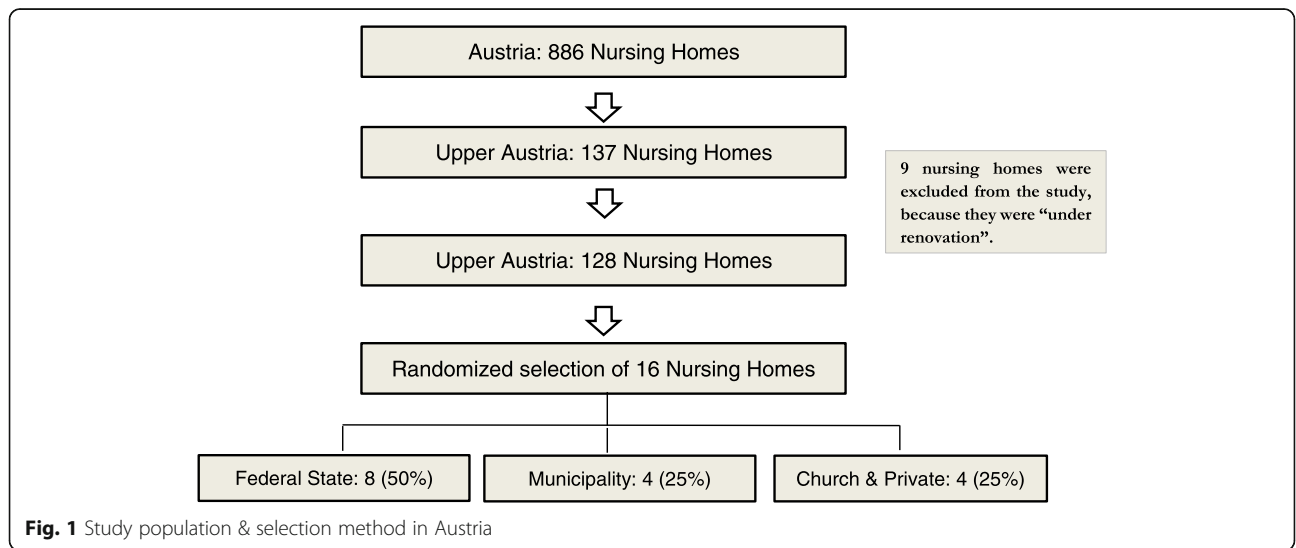 Austria: 886 Nursing Homes
Upper Austria: 137 Nursing Homes
9 nursing homes were
excluded from the study,
because they were “under
renovation”.
Upper Austria: 128 Nursing Homes
Randomized selection of 16 Nursing Homes
Federal State: 8 (50%)
Municipality: 4 (25%)
Church & Private: 4 (25%)
Fig. 1 Study population & selection method in Austria